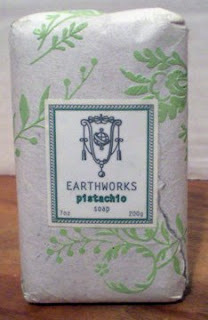 EARTHWORKS
pistachio
soap
7oz 200g